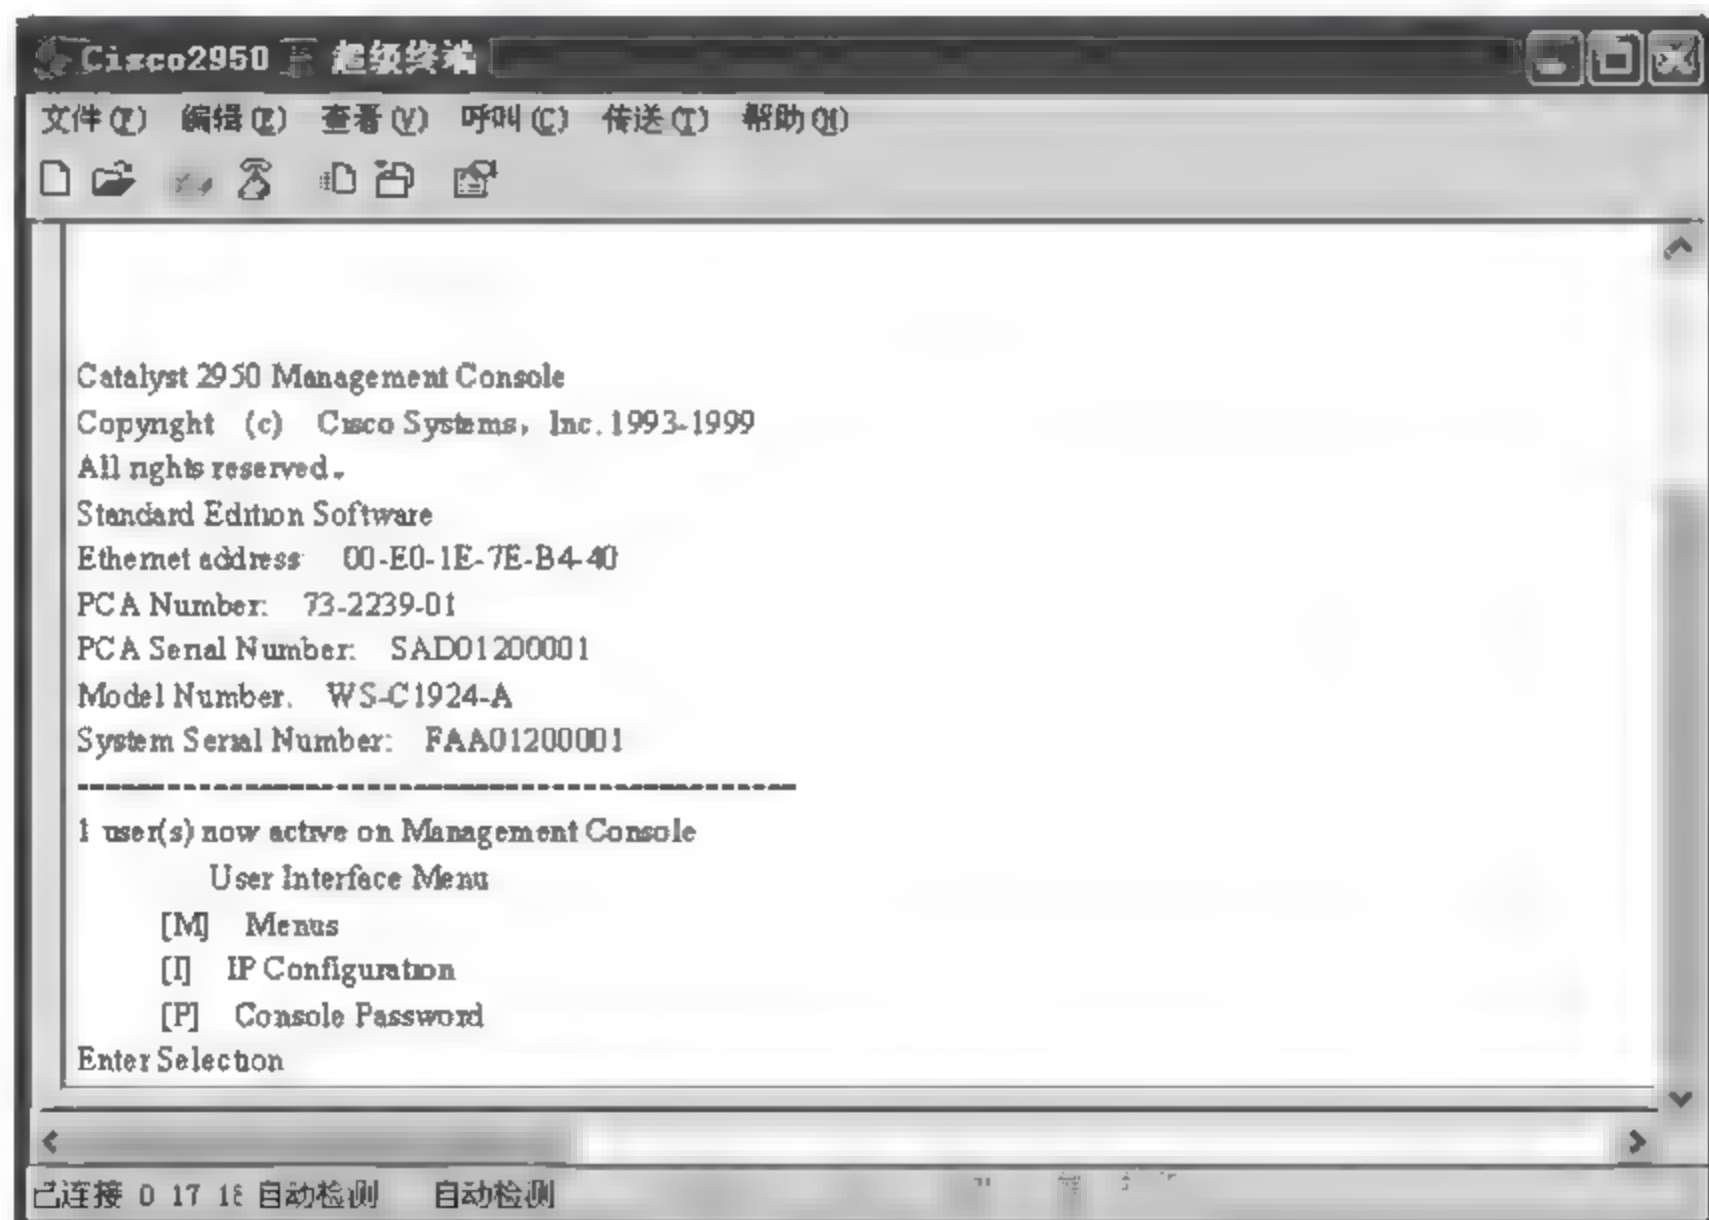 Cisco2950 超级终端
文件(F) 编辑(E) 查看(V) 呼叫(C) 传送(T) 帮助(H)
Catalyst 2950 Management Console
Copyright (c) Cisco Systems, Inc. 1993-1999
All rights reserved.
Standard Edition Software
Ethernet address 00-E0-1E-7E-B4-40
PCA Number: 73-2239-01
PCA Serial Number: SAD01200001
Model Number. WS-C1924-A
System Serial Number: FAA01200001
--------------------------------------------------
1 user(s) now active on Management Console
User Interface Menu
[M] Menus
[I] IP Configuration
[P] Console Password
Enter Selection
已连接 0 17 18 自动检测 自动检测